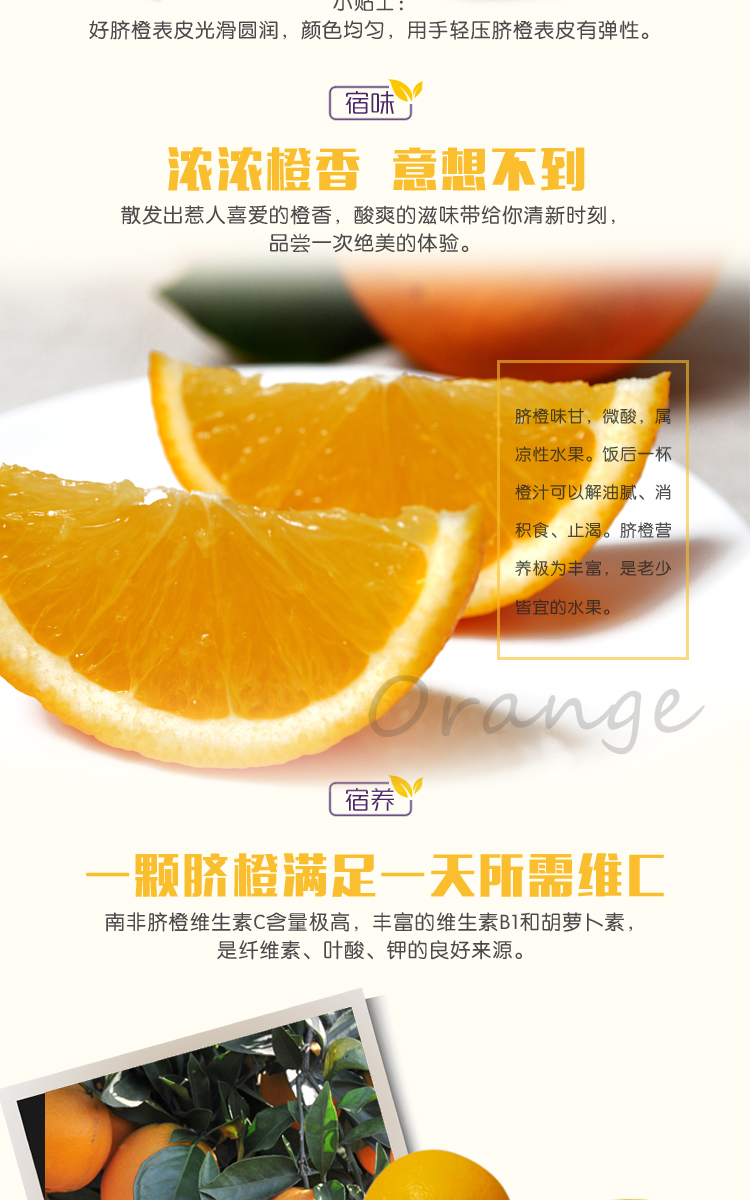 小贴士：
好脐橙表皮光滑圆润，颜色均匀，用手轻压脐橙表皮有弹性。
宿味
浓浓橙香 意想不到
散发出惹人喜爱的橙香，酸爽的滋味带给你清新时刻，
品尝一次绝美的体验。
脐橙味甘，微酸，属
凉性水果。饭后一杯
橙汁可以解油腻、消
积食、止渴。脐橙营
养极为丰富，是老少
皆宜的水果。
Orange
宿养
一颗脐橙满足一天所需维C
南非脐橙维生素C含量极高，丰富的维生素B1和胡萝卜素，
是纤维素、叶酸、钾的良好来源。